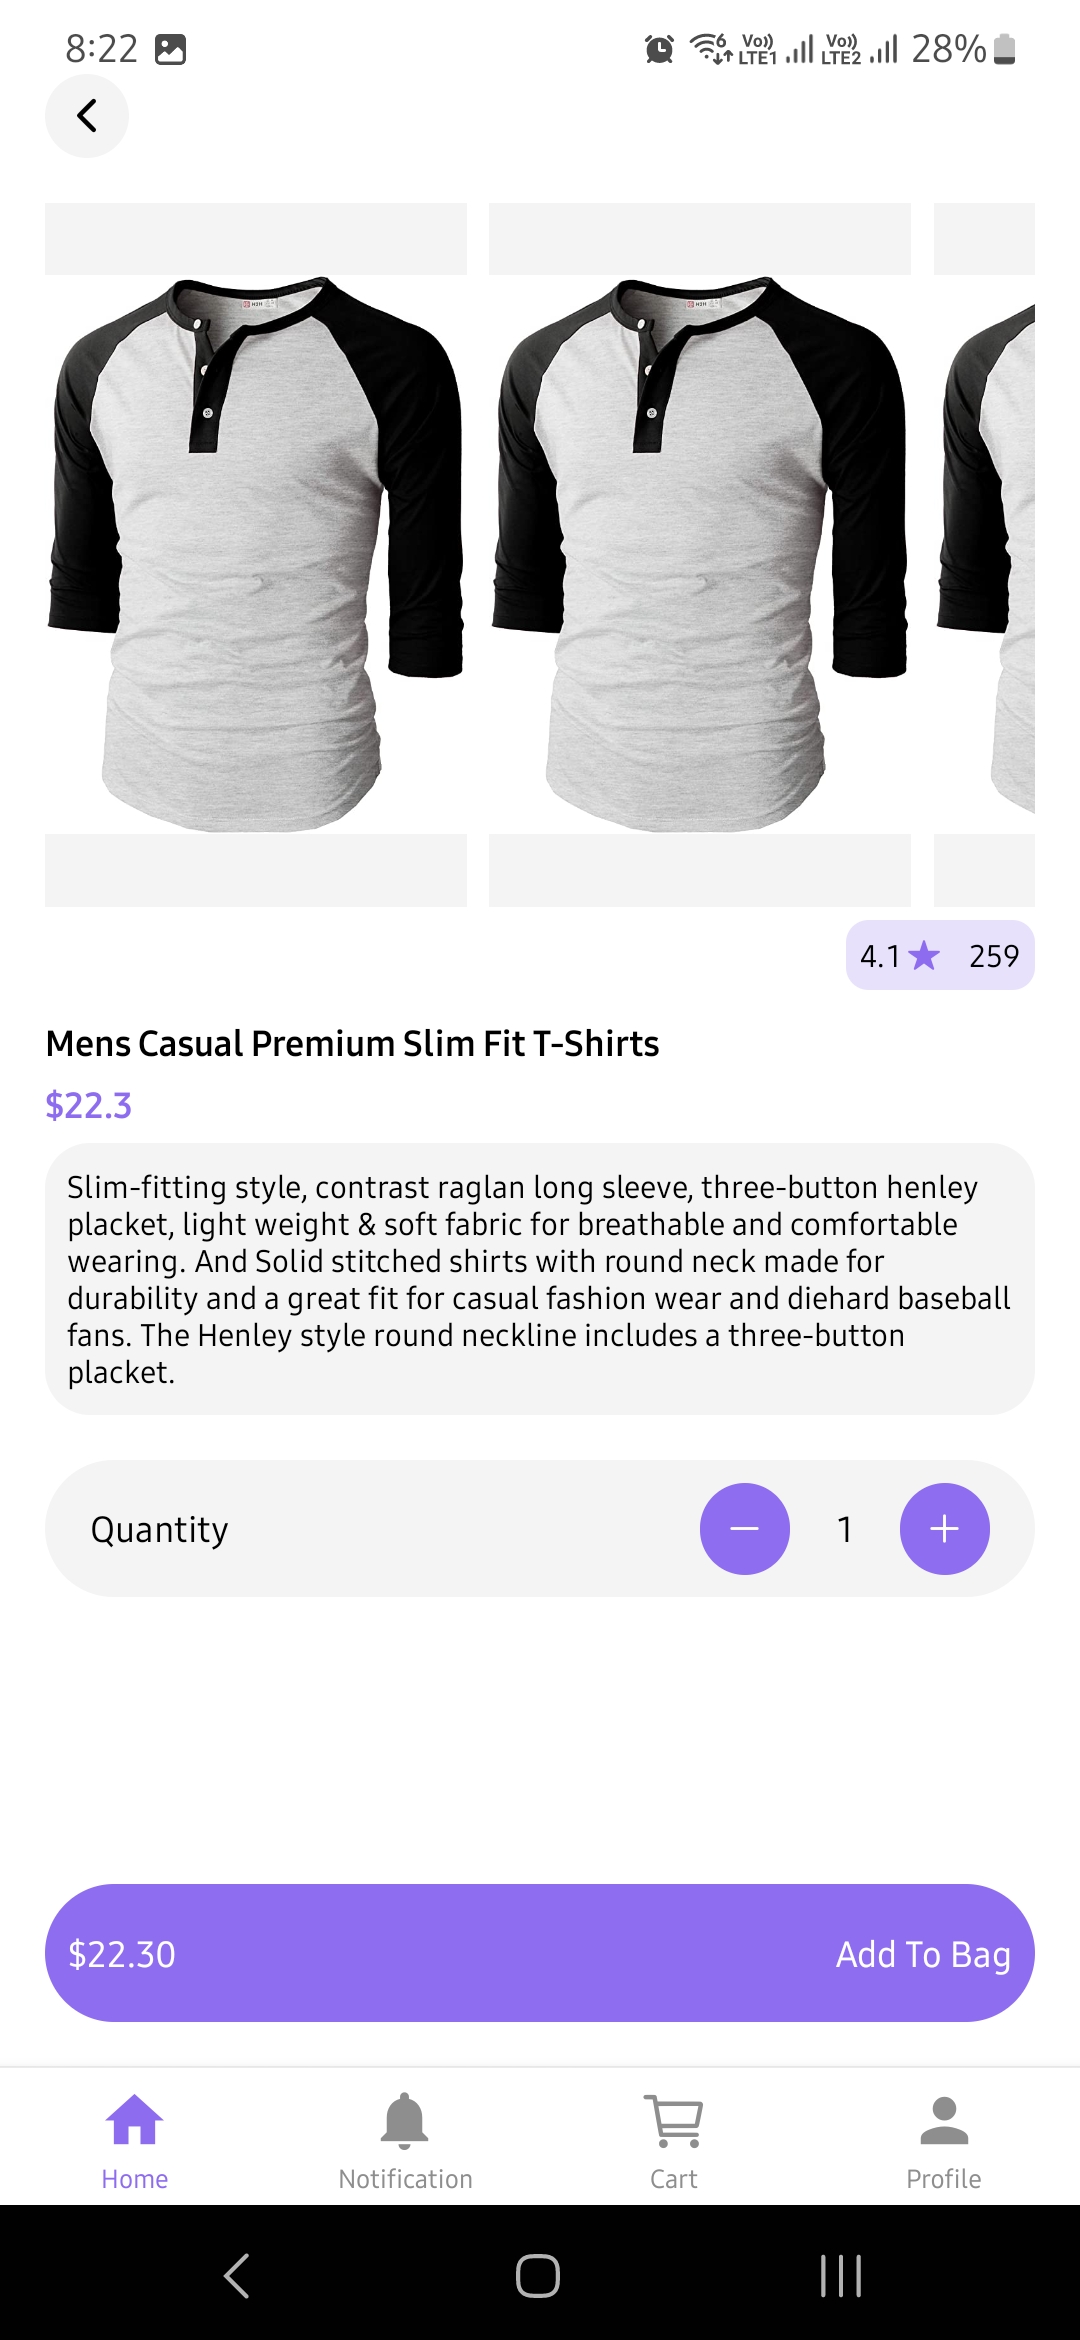 8:22
6 Vo)) LTE1 Vo)) LTE2 28%
4.1 259
Mens Casual Premium Slim Fit T-Shirts
$22.3
Slim-fitting style, contrast raglan long sleeve, three-button henley
placket, light weight & soft fabric for breathable and comfortable
wearing. And Solid stitched shirts with round neck made for
durability and a great fit for casual fashion wear and diehard baseball
fans. The Henley style round neckline includes a three-button
placket.
Quantity 1
$22.30 Add To Bag
Home Notification Cart Profile